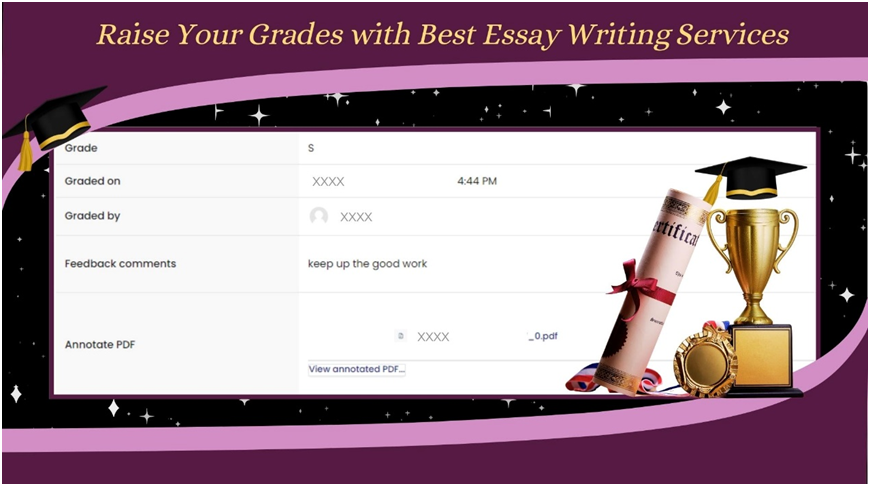 Raise Your Grades with Best Essay Writing Services
Grade S
Graded on XXXX 4:44 PM
Graded by XXXX
Feedback comments keep up the good work
Annotate PDF XXXX _0.pdf
View annotated PDF...
ertifica